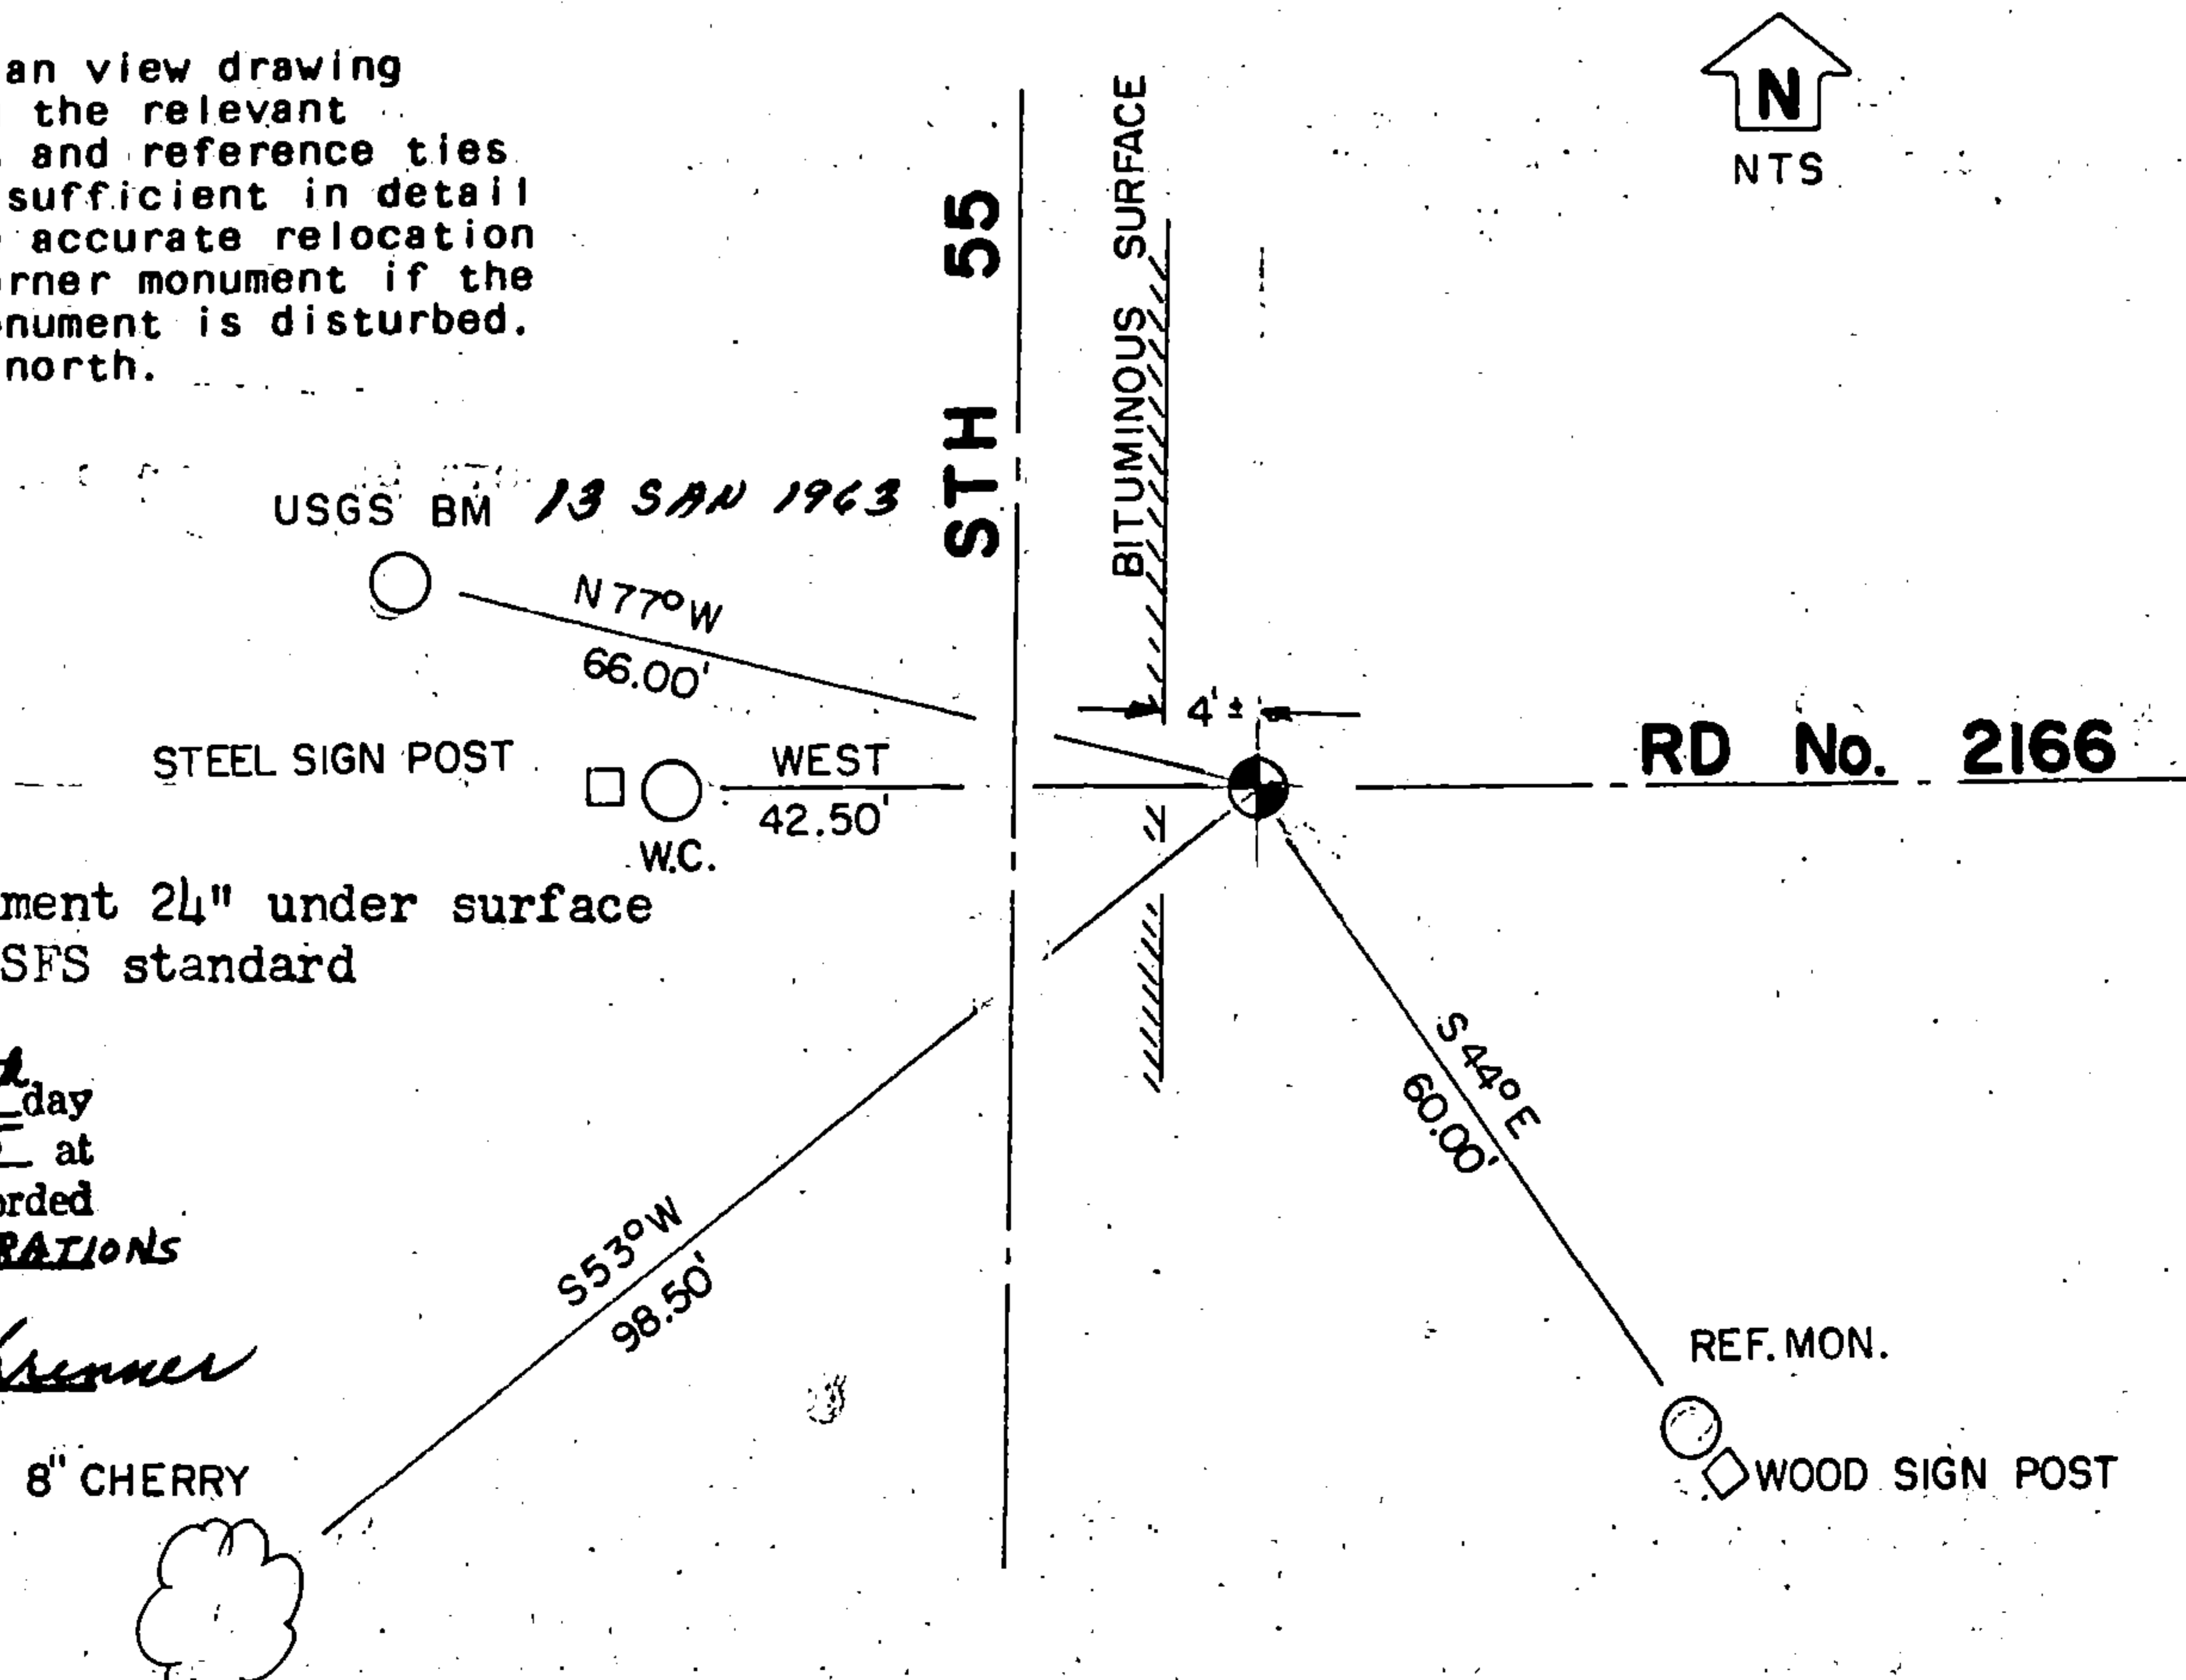 an view drawing
the relevant
and reference ties
sufficient in detail
accurate relocation
orner monument if the
nument is disturbed.
north.
N
NTS
STH 55
BITUMINOUS SURFACE
USGS BM 13 SAN 1963
N77°W
66.00'
4'±
STEEL SIGN POST
WEST
42.50'
W.C.
RD No. 2166
ment 24" under surface
SFS standard
day
at
orded
RATIONS
S53°W
98.50'
S44°E
60.00'
REF. MON.
WOOD SIGN POST
8" CHERRY